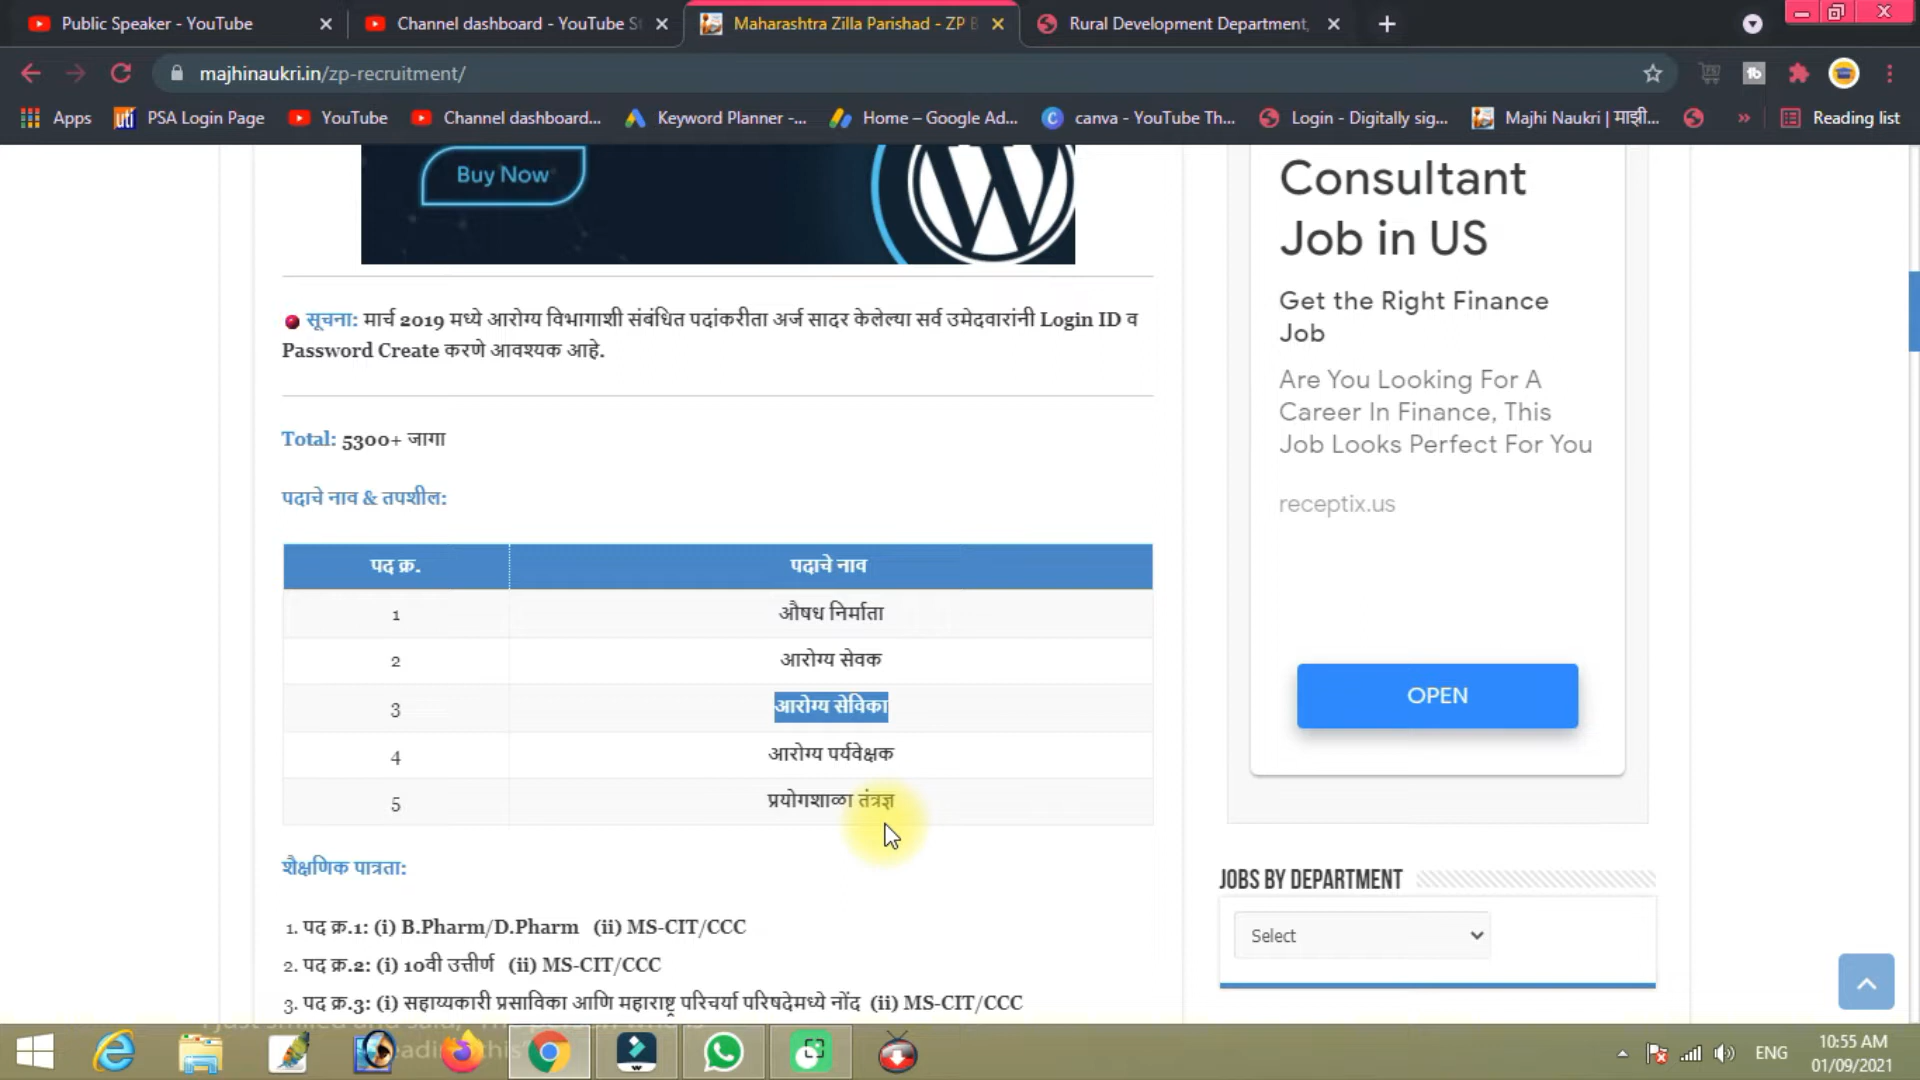 Public Speaker - YouTube
Channel dashboard - YouTube St
Maharashtra Zilla Parishad - ZP B
Rural Development Department,
majhinaukri.in/zp-recruitment/
Apps
uti PSA Login Page
YouTube
Channel dashboard...
Keyword Planner -...
Home – Google Ad...
canva - YouTube Th...
Login - Digitally sig...
Majhi Naukri | माझी...
»
Reading list
Buy Now
सूचना: मार्च 2019 मध्ये आरोग्य विभागाशी संबंधित पदांकरीता अर्ज सादर केलेल्या सर्व उमेदवारांनी Login ID व
Password Create करणे आवश्यक आहे.
Total: 5300+ जागा
पदाचे नाव & तपशील:
पद क्र. पदाचे नाव
1 औषध निर्माता
2 आरोग्य सेवक
3 आरोग्य सेविका
4 आरोग्य पर्यवेक्षक
5 प्रयोगशाळा तंत्रज्ञ
शैक्षणिक पात्रता:
1. पद क्र.1: (i) B.Pharm/D.Pharm (ii) MS-CIT/CCC
2. पद क्र.2: (i) 10वी उत्तीर्ण (ii) MS-CIT/CCC
3. पद क्र.3: (i) सहाय्यकारी प्रसाविका आणि महाराष्ट्र परिचर्या परिषदेमध्ये नोंद (ii) MS-CIT/CCC
Consultant
Job in US
Get the Right Finance
Job
Are You Looking For A
Career In Finance, This
Job Looks Perfect For You
receptix.us
OPEN
JOBS BY DEPARTMENT
Select
ENG
10:55 AM
01/09/2021